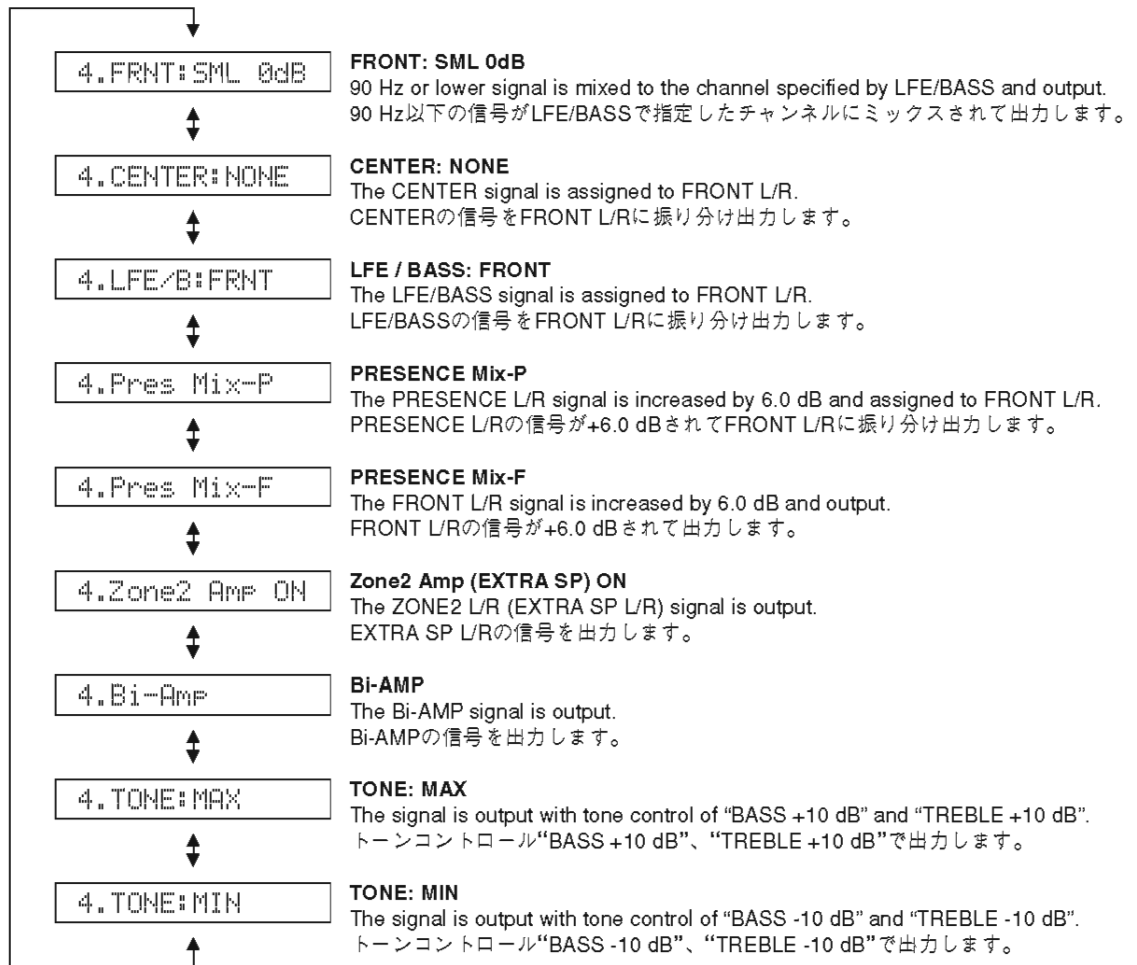 4.FRNT:SML 0dB
FRONT: SML 0dB
90 Hz or lower signal is mixed to the channel specified by LFE/BASS and output.
90 Hz以下の信号がLFE/BASSで指定したチャンネルにミックスされて出力します。
4.CENTER:NONE
CENTER: NONE
The CENTER signal is assigned to FRONT L/R.
CENTERの信号をFRONT L/Rに振り分け出力します。
4.LFE/B:FRNT
LFE / BASS: FRONT
The LFE/BASS signal is assigned to FRONT L/R.
LFE/BASSの信号をFRONT L/Rに振り分け出力します。
4.Pres Mix-P
PRESENCE Mix-P
The PRESENCE L/R signal is increased by 6.0 dB and assigned to FRONT L/R.
PRESENCE L/Rの信号が+6.0 dBされてFRONT L/Rに振り分け出力します。
4.Pres Mix-F
PRESENCE Mix-F
The FRONT L/R signal is increased by 6.0 dB and output.
FRONT L/Rの信号が+6.0 dBされて出力します。
4.Zone2 Amp ON
Zone2 Amp (EXTRA SP) ON
The ZONE2 L/R (EXTRA SP L/R) signal is output.
EXTRA SP L/Rの信号を出力します。
4.Bi-Amp
Bi-AMP
The Bi-AMP signal is output.
Bi-AMPの信号を出力します。
4.TONE:MAX
TONE: MAX
The signal is output with tone control of “BASS +10 dB” and “TREBLE +10 dB”.
トーンコントロール“BASS +10 dB”、“TREBLE +10 dB”で出力します。
4.TONE:MIN
TONE: MIN
The signal is output with tone control of “BASS -10 dB” and “TREBLE -10 dB”.
トーンコントロール“BASS -10 dB”、“TREBLE -10 dB”で出力します。